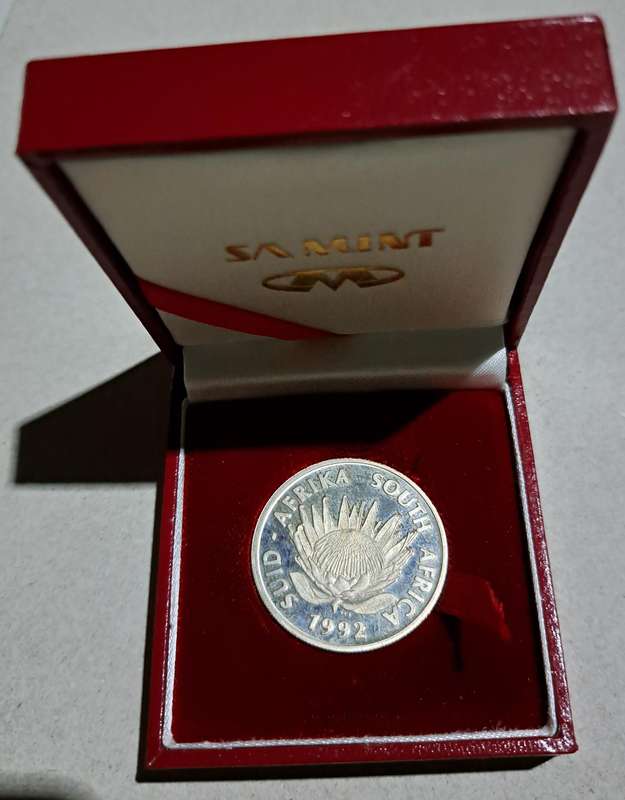 SA MINT
M
SUID - AFRIKA SOUTH AFRICA
1992